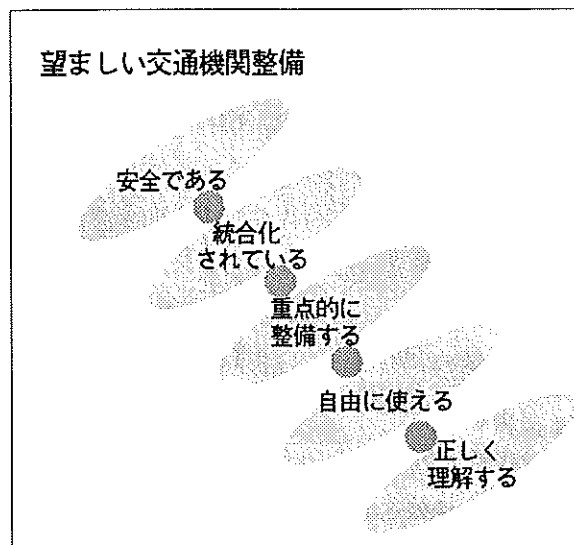 望ましい交通機関整備
安全である
統合化
されている
重点的に
整備する
自由に使える
正しく
理解する